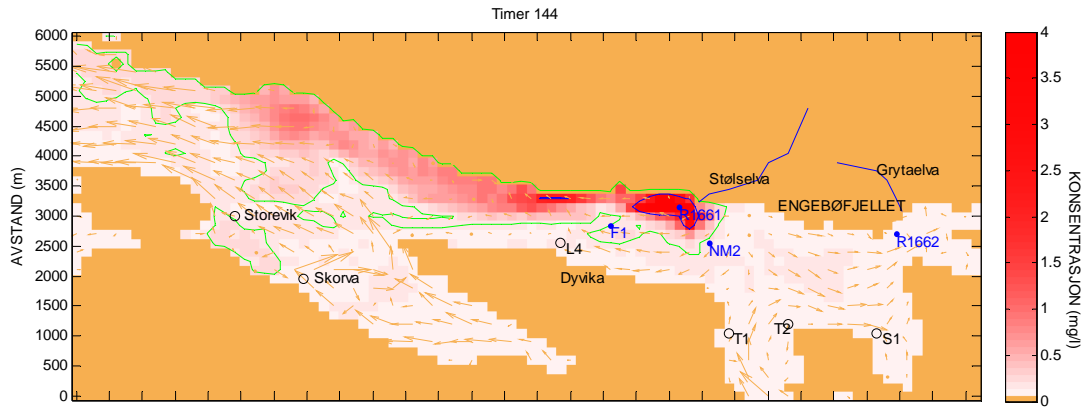 Timer 144
6000
5500
5000
4500
4000
3500
3000
2500
2000
1500
1000
500
0
AVSTAND (m)
Stølselva
Grytaelva
ENGEBØFJELLET
Storevik
R1661
F1
R1662
L4
NM2
Skorva
Dyvika
T1
T2
S1
4
3.5
3
2.5
2
1.5
1
0.5
0
KONSENTRASJON (mg/l)